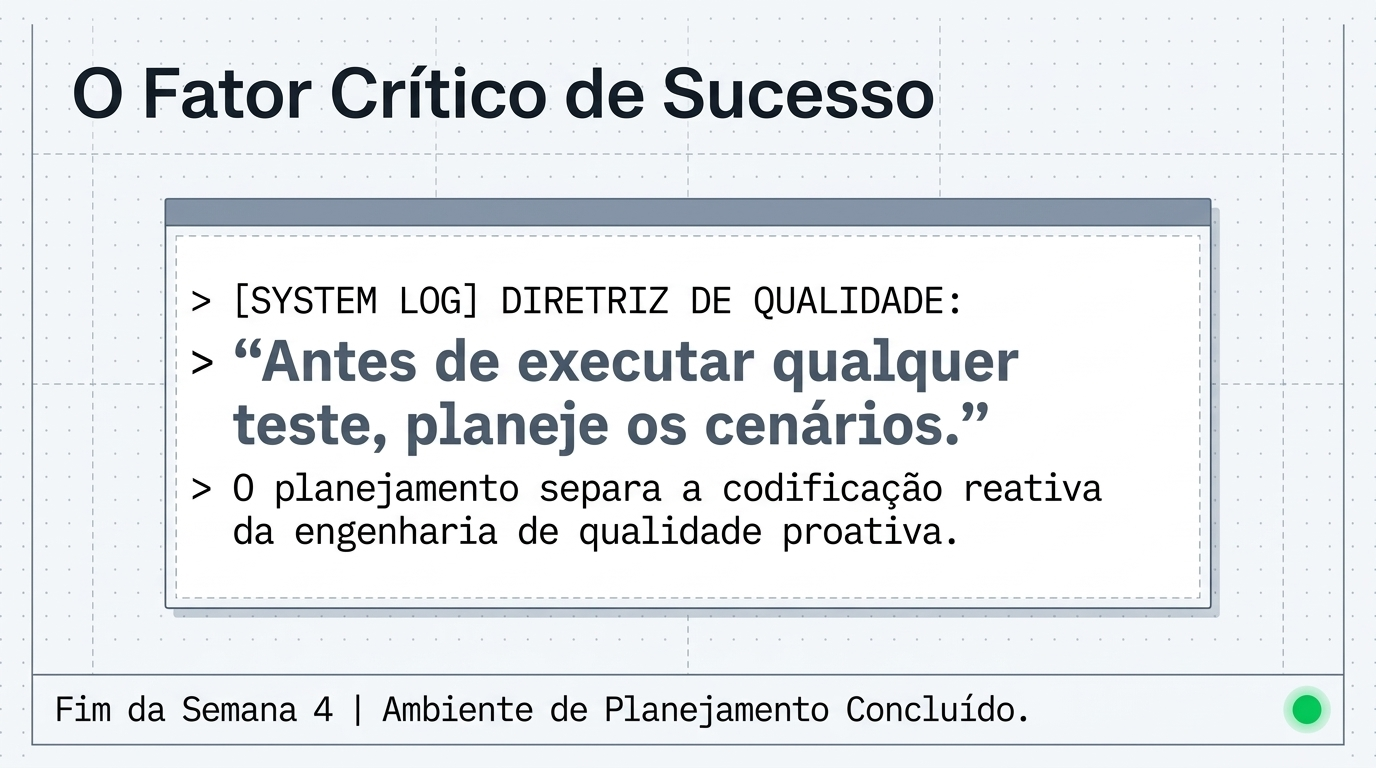 O Fator Crítico de Sucesso
> [SYSTEM LOG] DIRETRIZ DE QUALIDADE:
> “Antes de executar qualquer
teste, planeje os cenários.”
> O planejamento separa a codificação reativa
da engenharia de qualidade proativa.
Fim da Semana 4 | Ambiente de Planejamento Concluído.